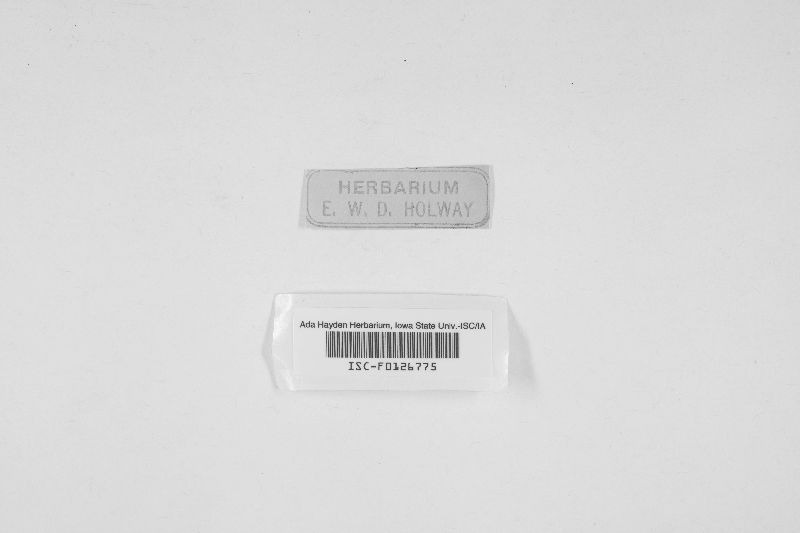 HERBARIUM
E. W. D. HOLWAY
Ada Hayden Herbarium, Iowa State Univ.-ISC/IA
ISC-F0126775